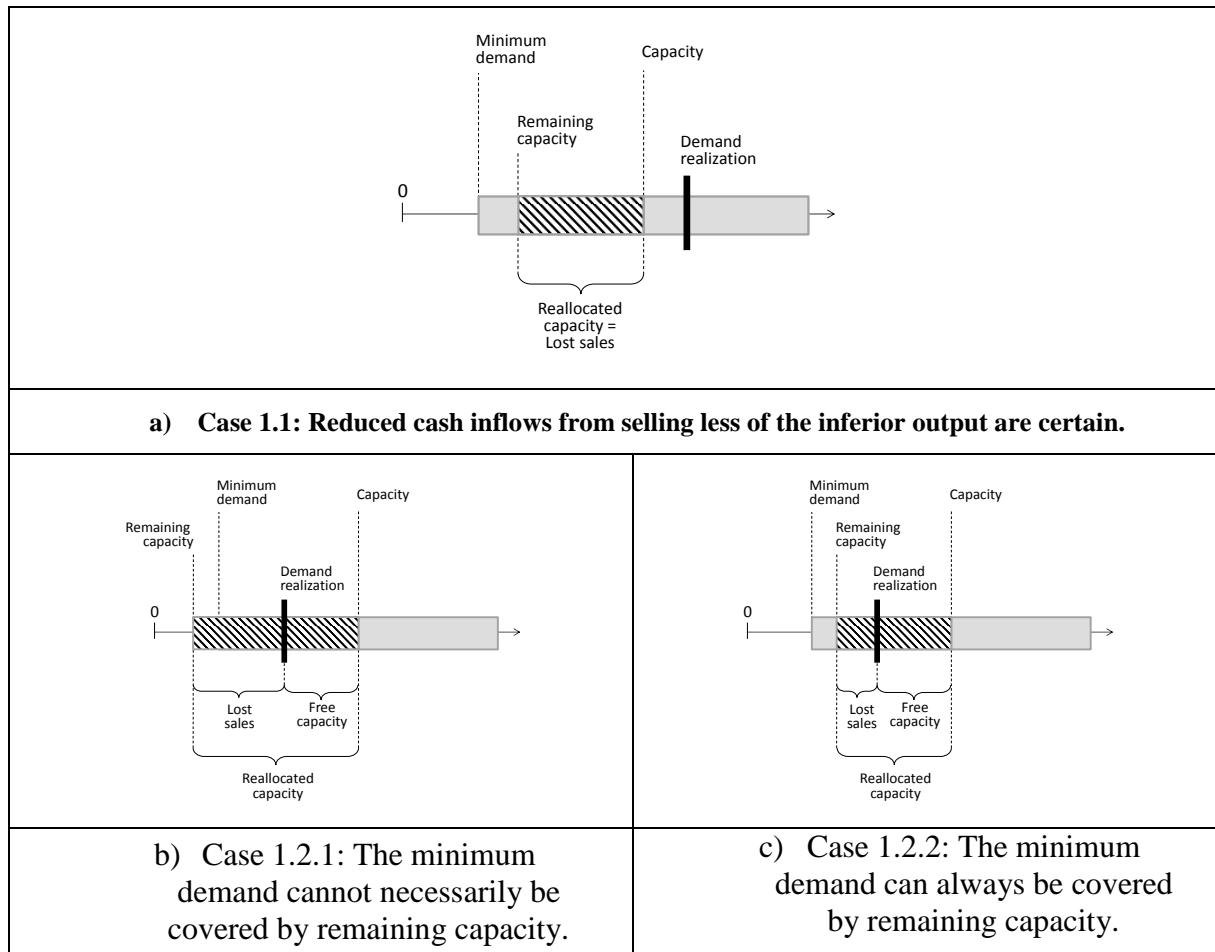 Minimum
demand
Capacity
Remaining
capacity
Demand
realization
0
Reallocated
capacity =
Lost sales
a) Case 1.1: Reduced cash inflows from selling less of the inferior output are certain.
Minimum
demand
Capacity
Remaining
capacity
Demand
realization
0
Lost
sales
Free
capacity
Reallocated
capacity
Minimum
demand
Capacity
Remaining
capacity
Demand
realization
0
Lost
sales
Free
capacity
Reallocated
capacity
b) Case 1.2.1: The minimum
demand cannot necessarily be
covered by remaining capacity.
c) Case 1.2.2: The minimum
demand can always be covered
by remaining capacity.